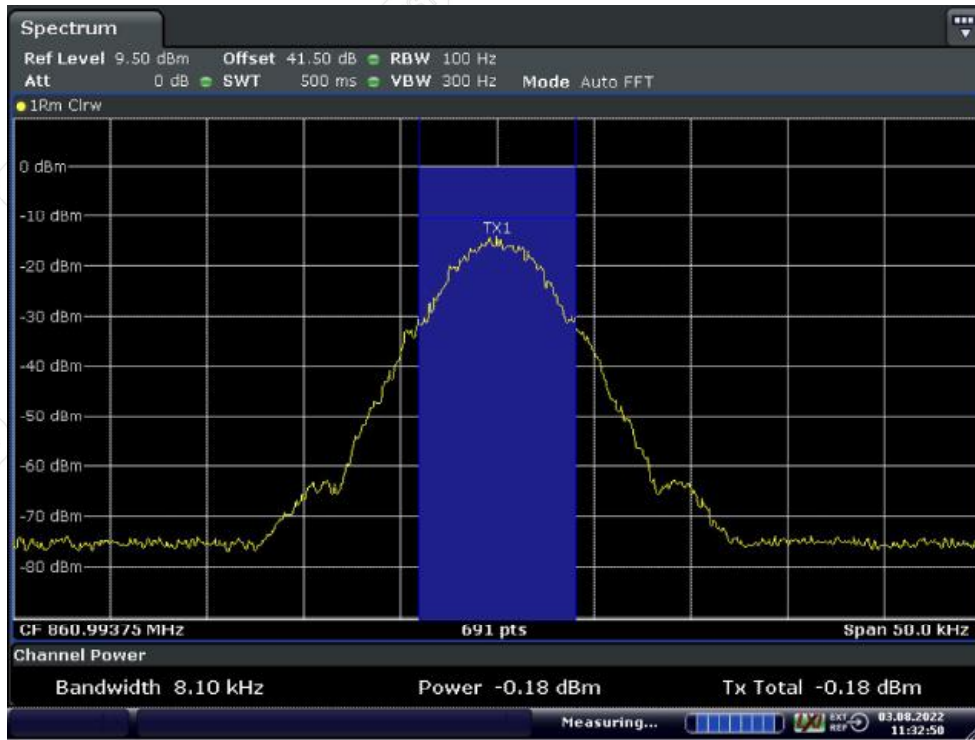 Spectrum
Ref Level 9.50 dBm Offset 41.50 dB RBW 100 Hz
Att 0 dB SWT 500 ms VBW 300 Hz Mode Auto FFT
1Rm Clrw
0 dBm
-10 dBm
TX1
-20 dBm
-30 dBm
-40 dBm
-50 dBm
-60 dBm
-70 dBm
-80 dBm
CF 860.99375 MHz 691 pts Span 50.0 kHz
Channel Power
Bandwidth 8.10 kHz Power -0.18 dBm Tx Total -0.18 dBm
Measuring... LXI EXT REF 03.08.2022
11:32:50